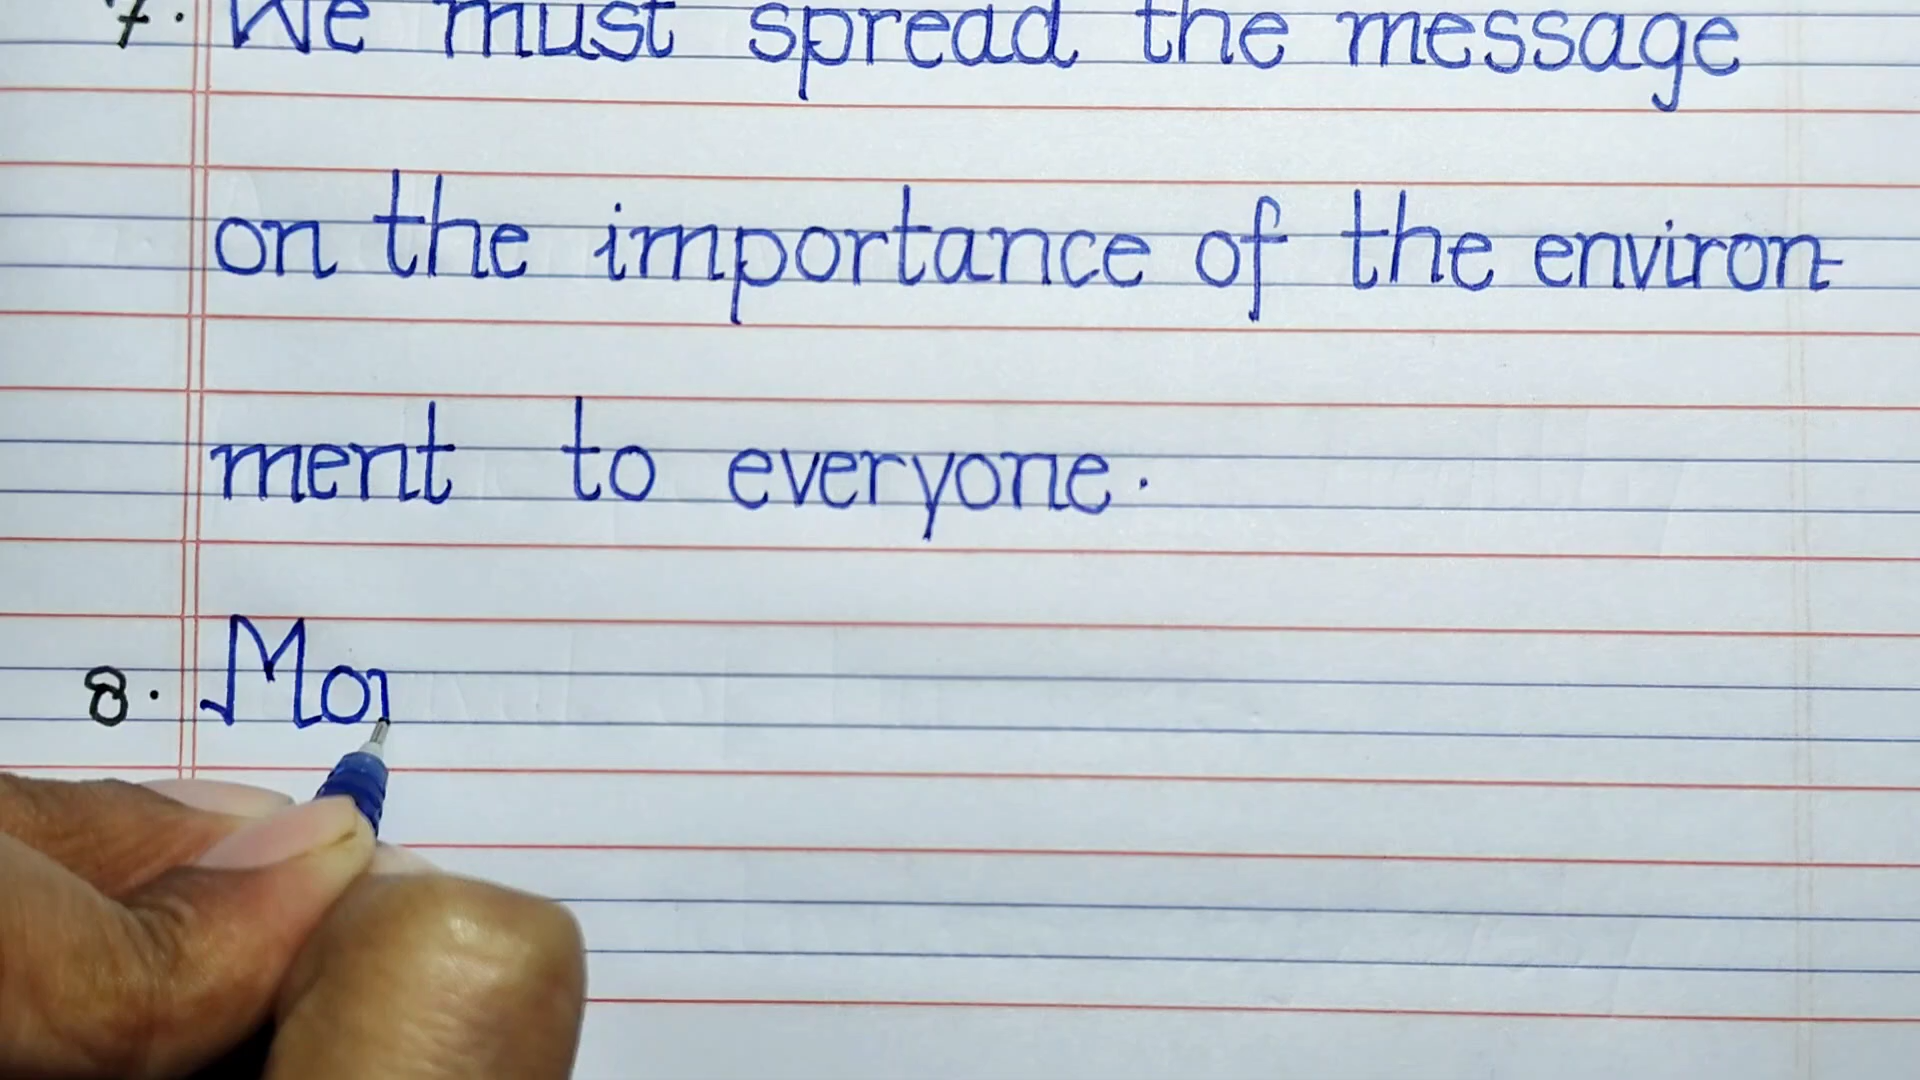 7. We must spread the message
on the importance of the environ-
ment to everyone.
8. Mo